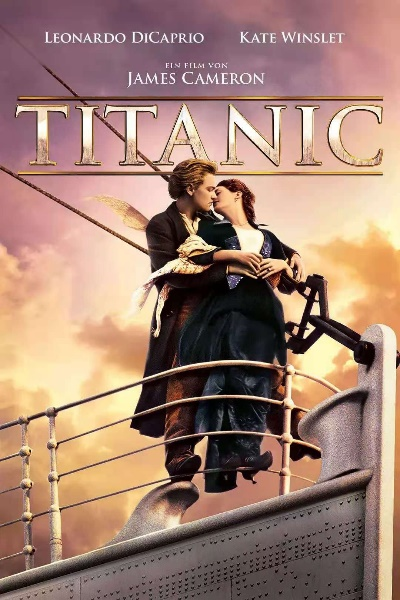 LEONARDO DICAPRIO KATE WINSLET
EIN FILM VON
JAMES CAMERON
TITANIC